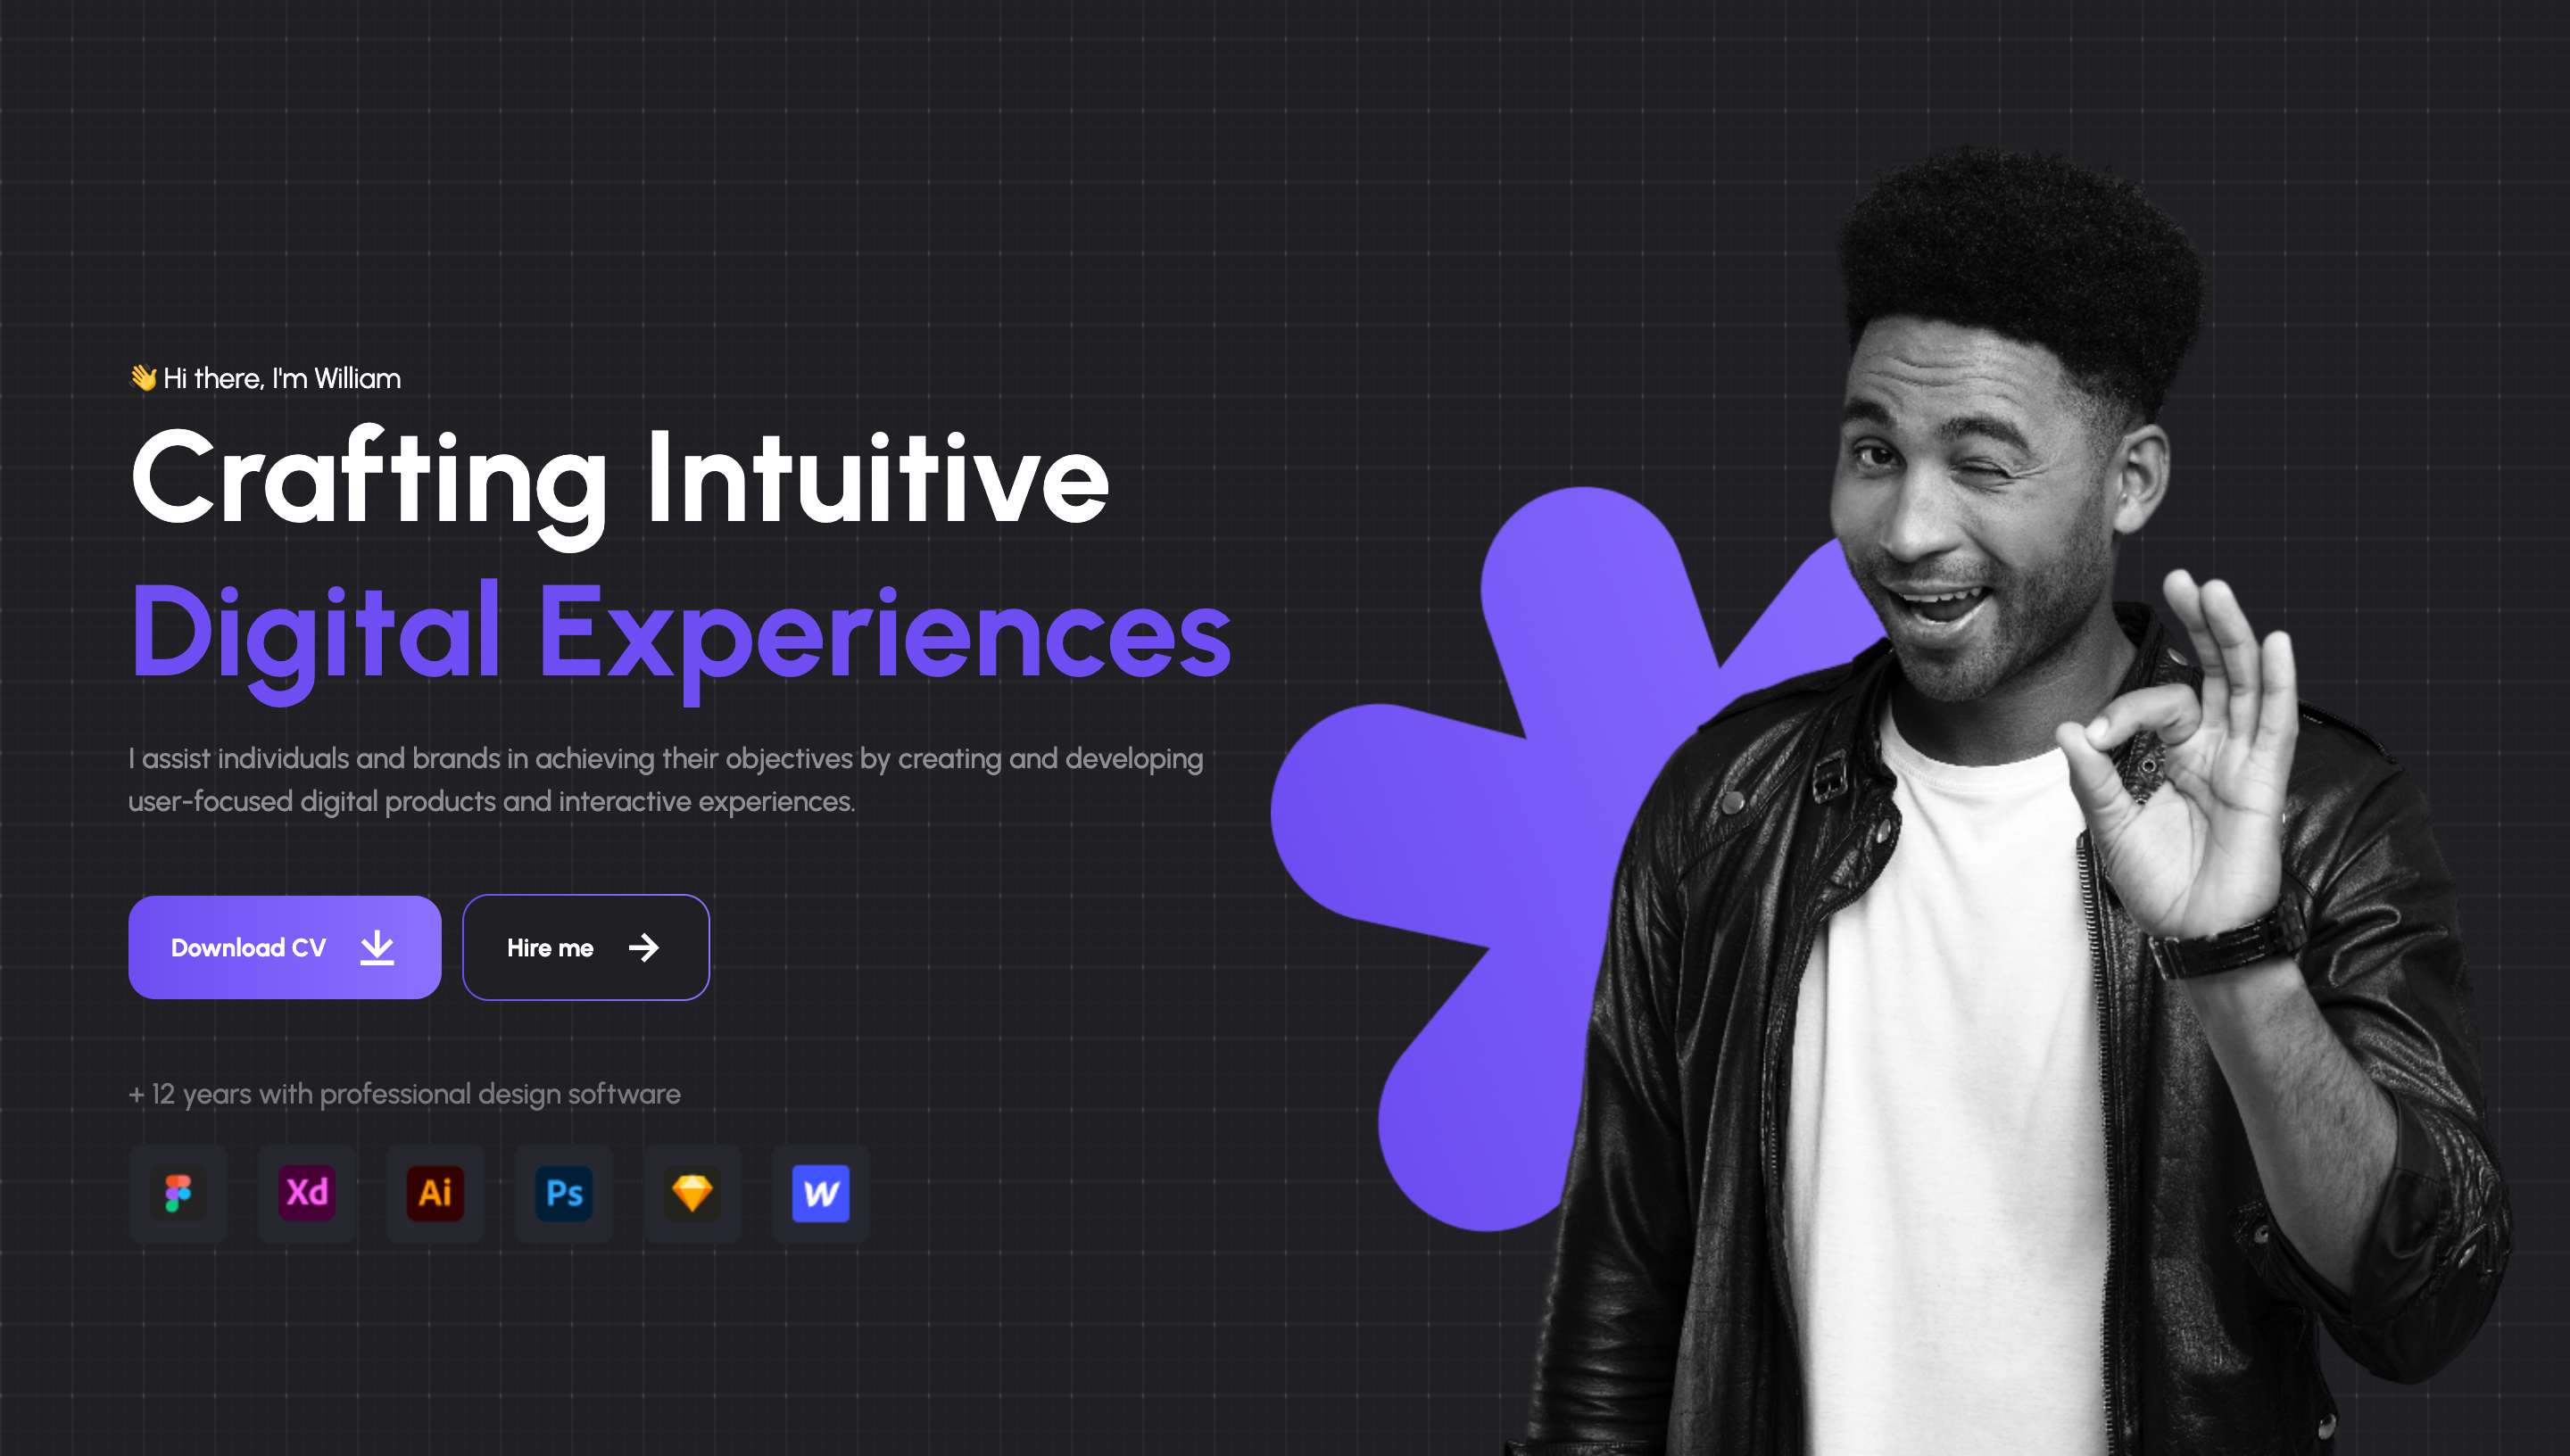 👋 Hi there, I'm William
Crafting Intuitive
Digital Experiences
I assist individuals and brands in achieving their objectives by creating and developing
user-focused digital products and interactive experiences.
Download CV
Hire me
+ 12 years with professional design software
Xd
Ai
Ps
W